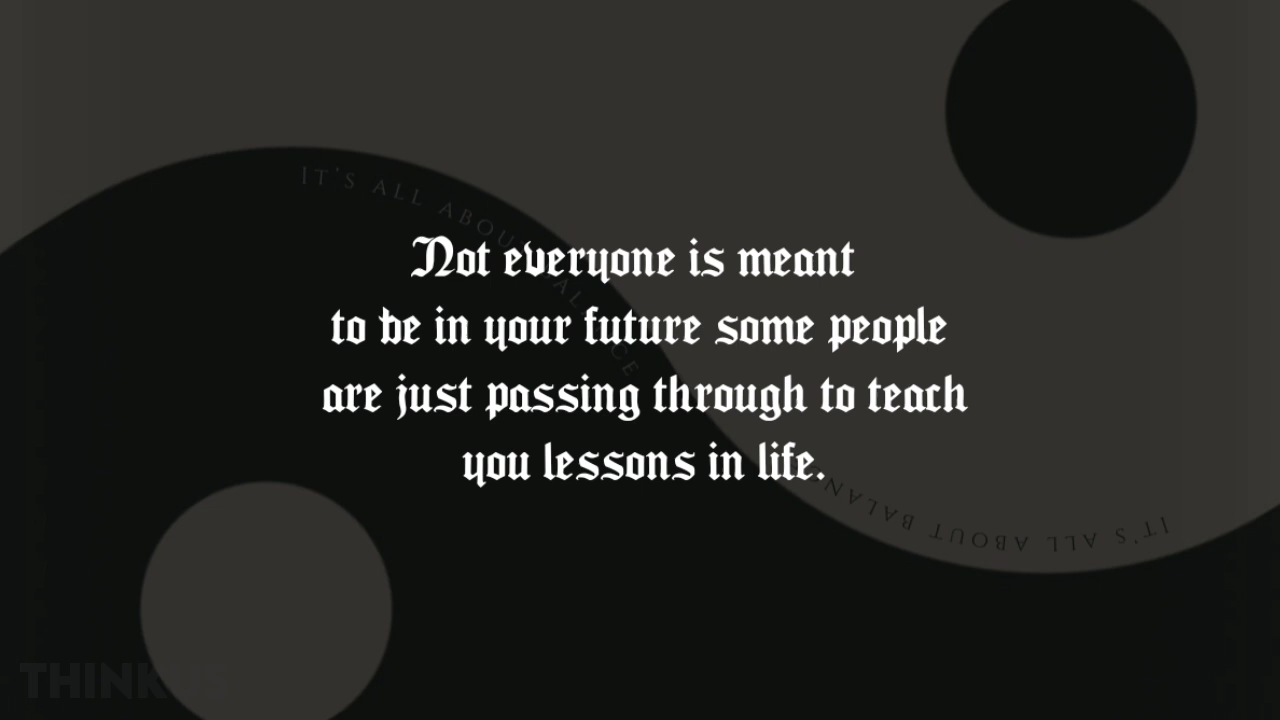 IT'S ALL ABOUT BALANCE
Not everyone is meant
to be in your future some people
are just passing through to teach
you lessons in life.
IT'S ALL ABOUT BALANCE
THINKUS